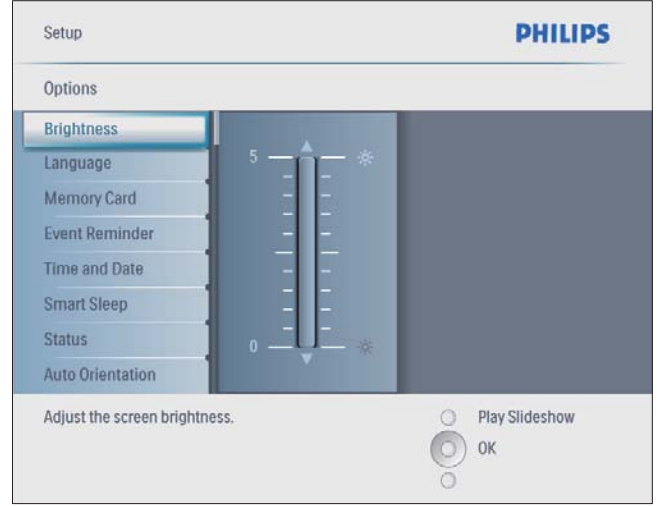 Setup
PHILIPS
Options
Brightness
Language
Memory Card
Event Reminder
Time and Date
Smart Sleep
Status
Auto Orientation
5
0
Adjust the screen brightness.
Play Slideshow
OK